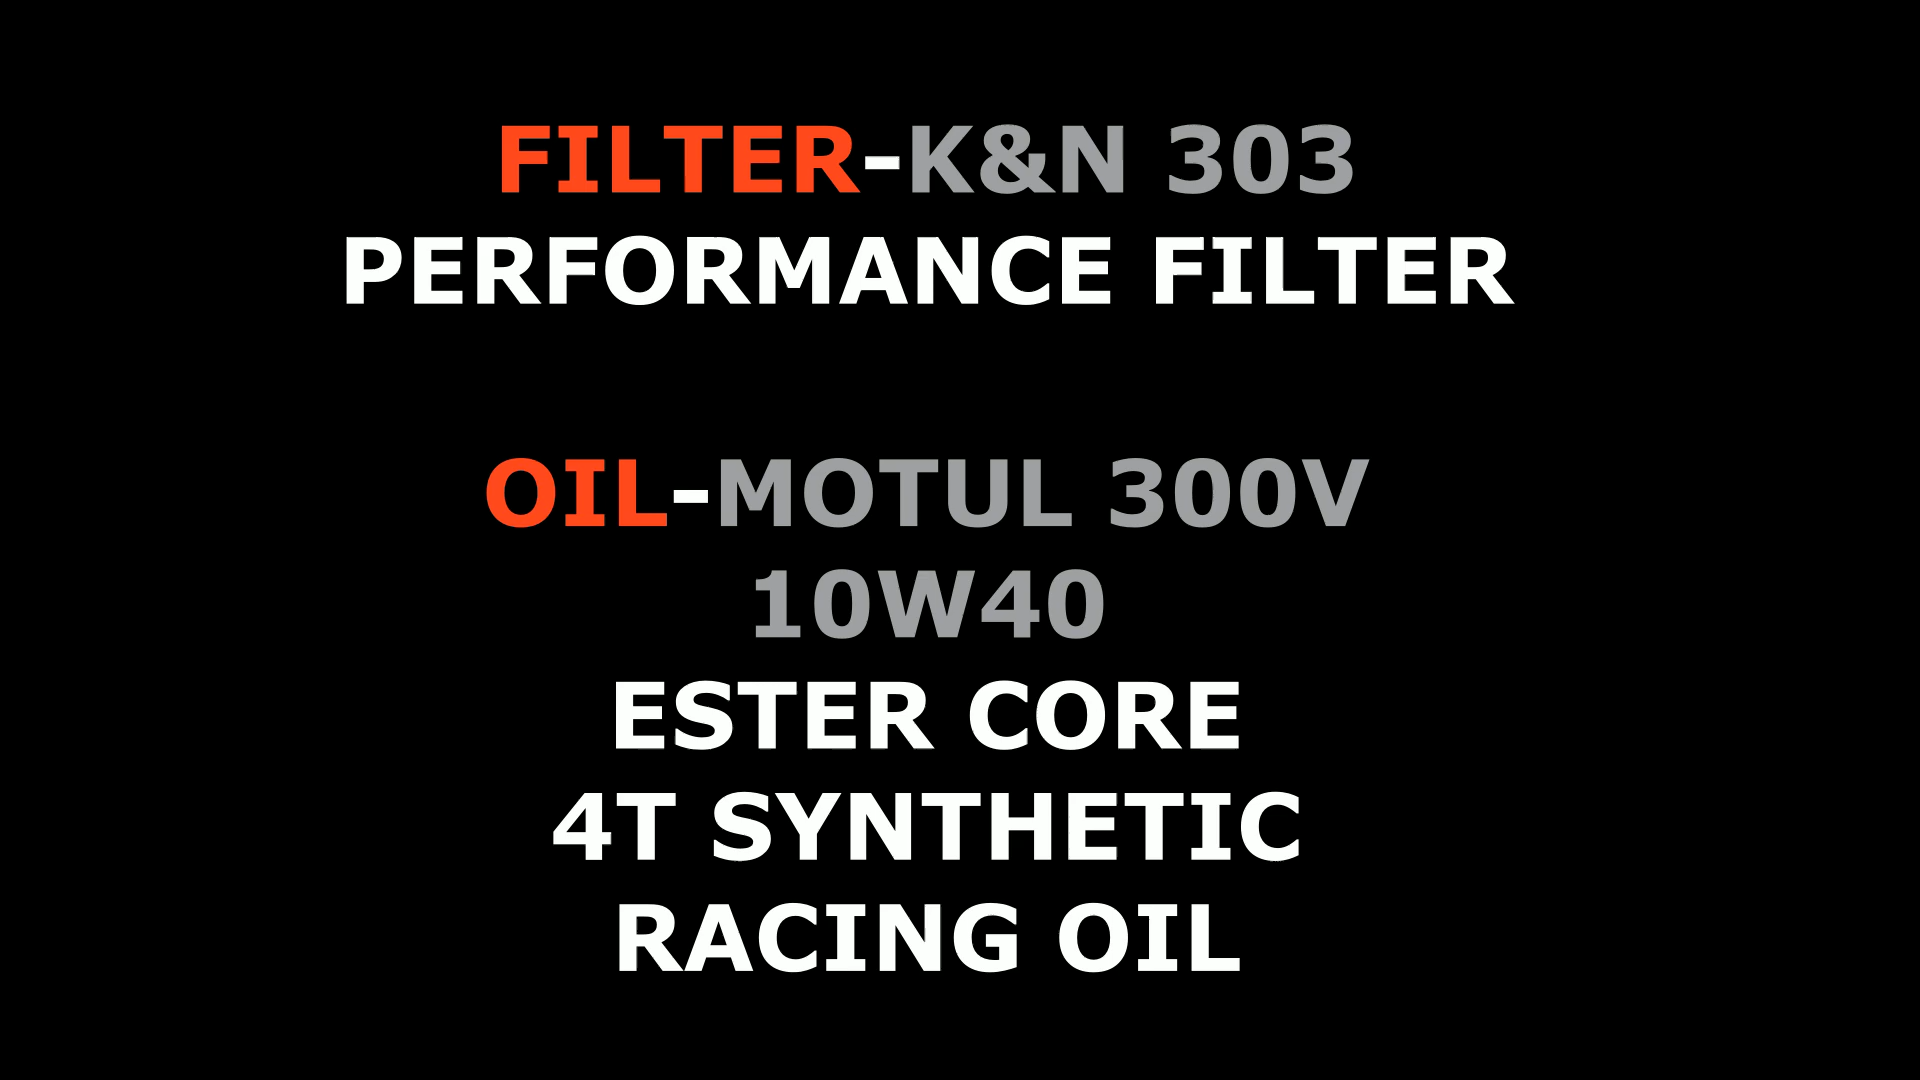 FILTER-K&N 303
PERFORMANCE FILTER
OIL-MOTUL 300V
10W40
ESTER CORE
4T SYNTHETIC
RACING OIL